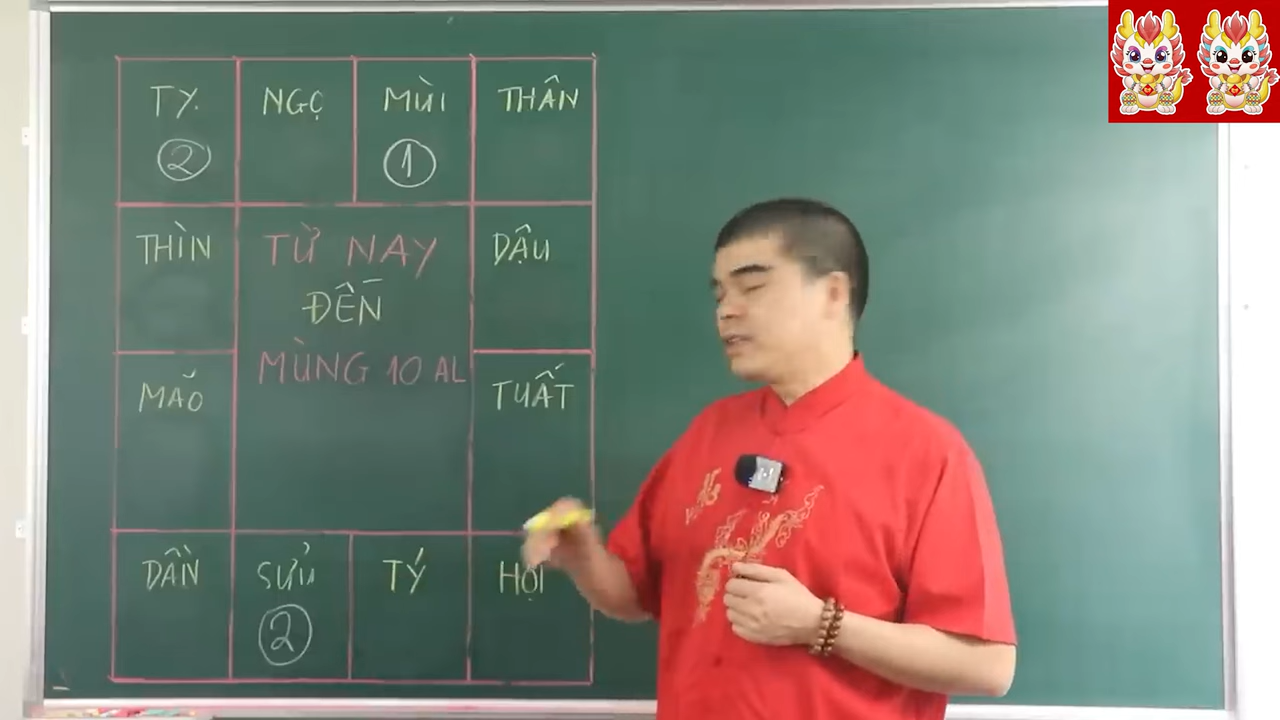 TỴ.
NGỌ
MÙI
THÂN
②
①
THÌN
TỪ NAY
ĐẾN
MÙNG 10 AL
DẬU
MÃO
TUẤT
DẦN
SỬU
TÝ
HỢI
②